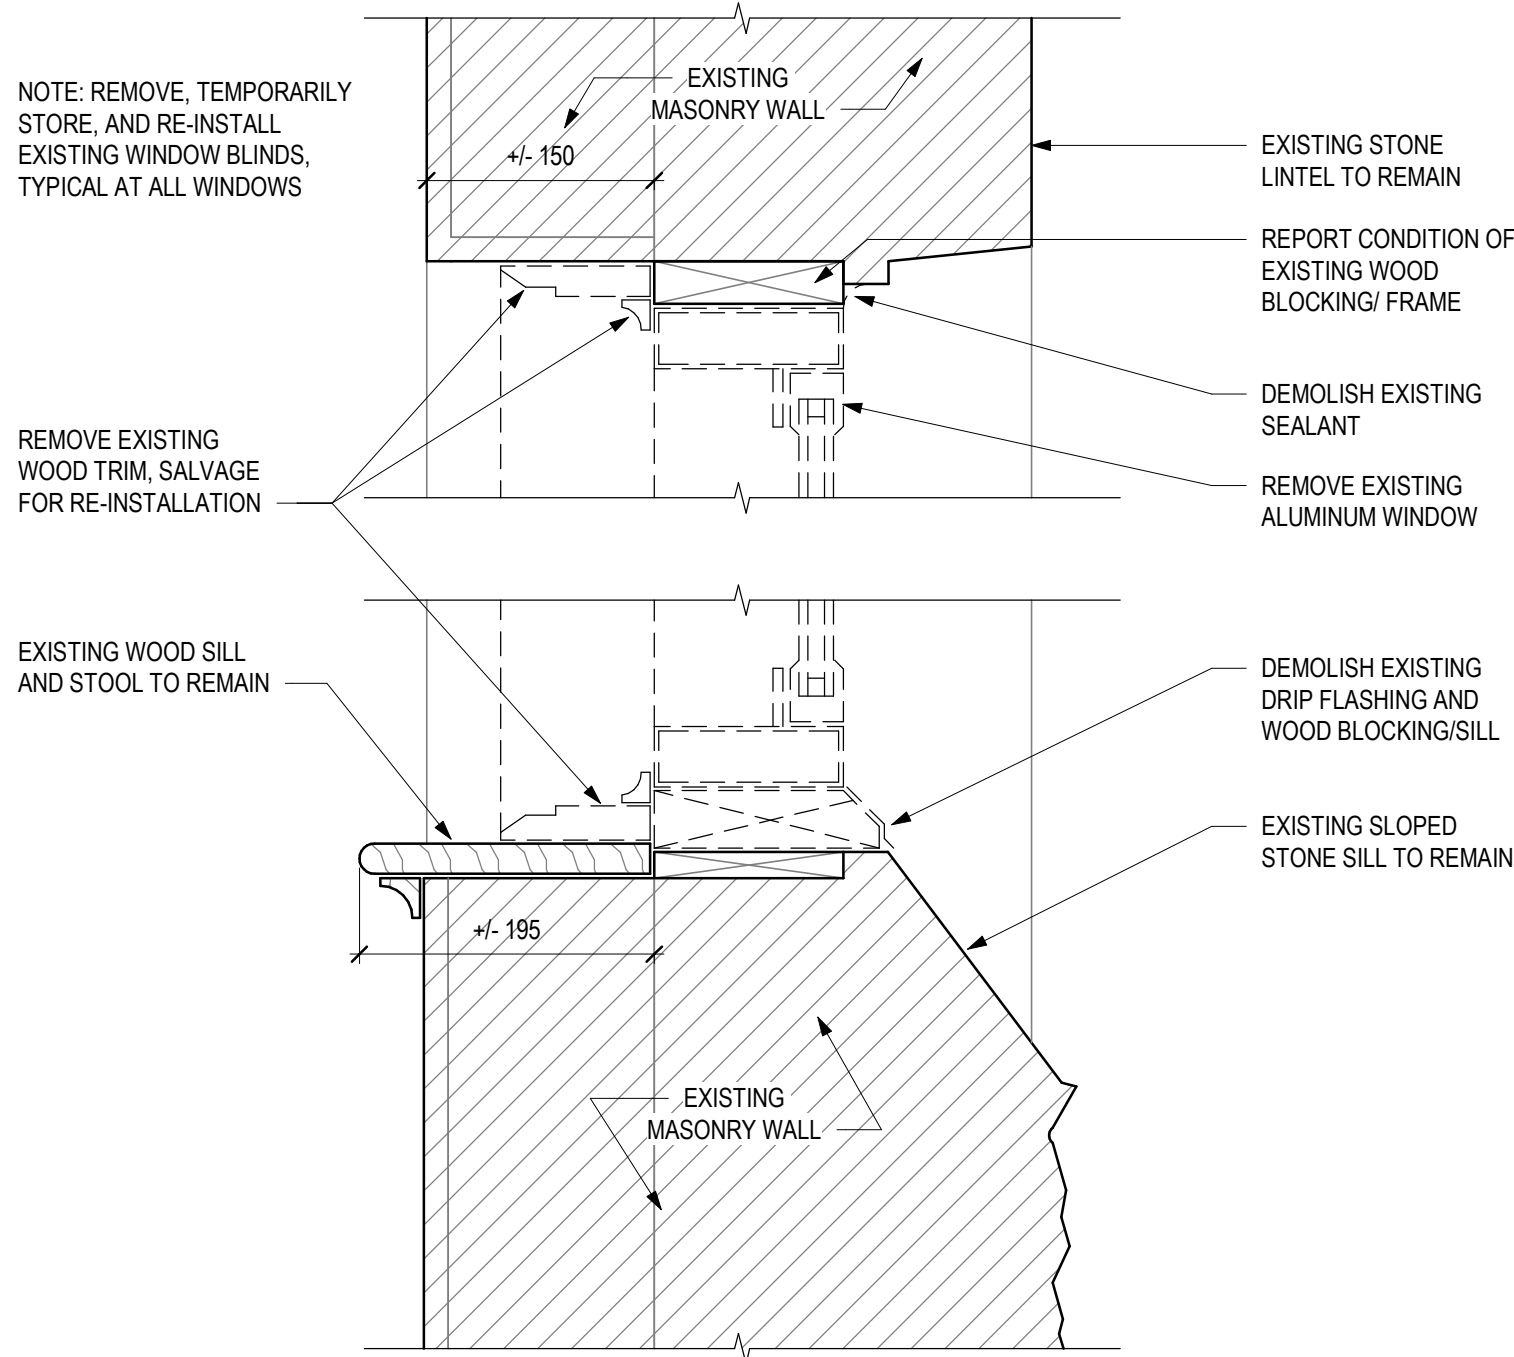 NOTE: REMOVE, TEMPORARILY
STORE, AND RE-INSTALL
EXISTING WINDOW BLINDS,
TYPICAL AT ALL WINDOWS
EXISTING
MASONRY WALL
+/- 150
EXISTING STONE
LINTEL TO REMAIN
REPORT CONDITION OF
EXISTING WOOD
BLOCKING/ FRAME
DEMOLISH EXISTING
SEALANT
REMOVE EXISTING
WOOD TRIM, SALVAGE
FOR RE-INSTALLATION
REMOVE EXISTING
ALUMINUM WINDOW
EXISTING WOOD SILL
AND STOOL TO REMAIN
DEMOLISH EXISTING
DRIP FLASHING AND
WOOD BLOCKING/SILL
EXISTING SLOPED
STONE SILL TO REMAIN
+/- 195
EXISTING
MASONRY WALL